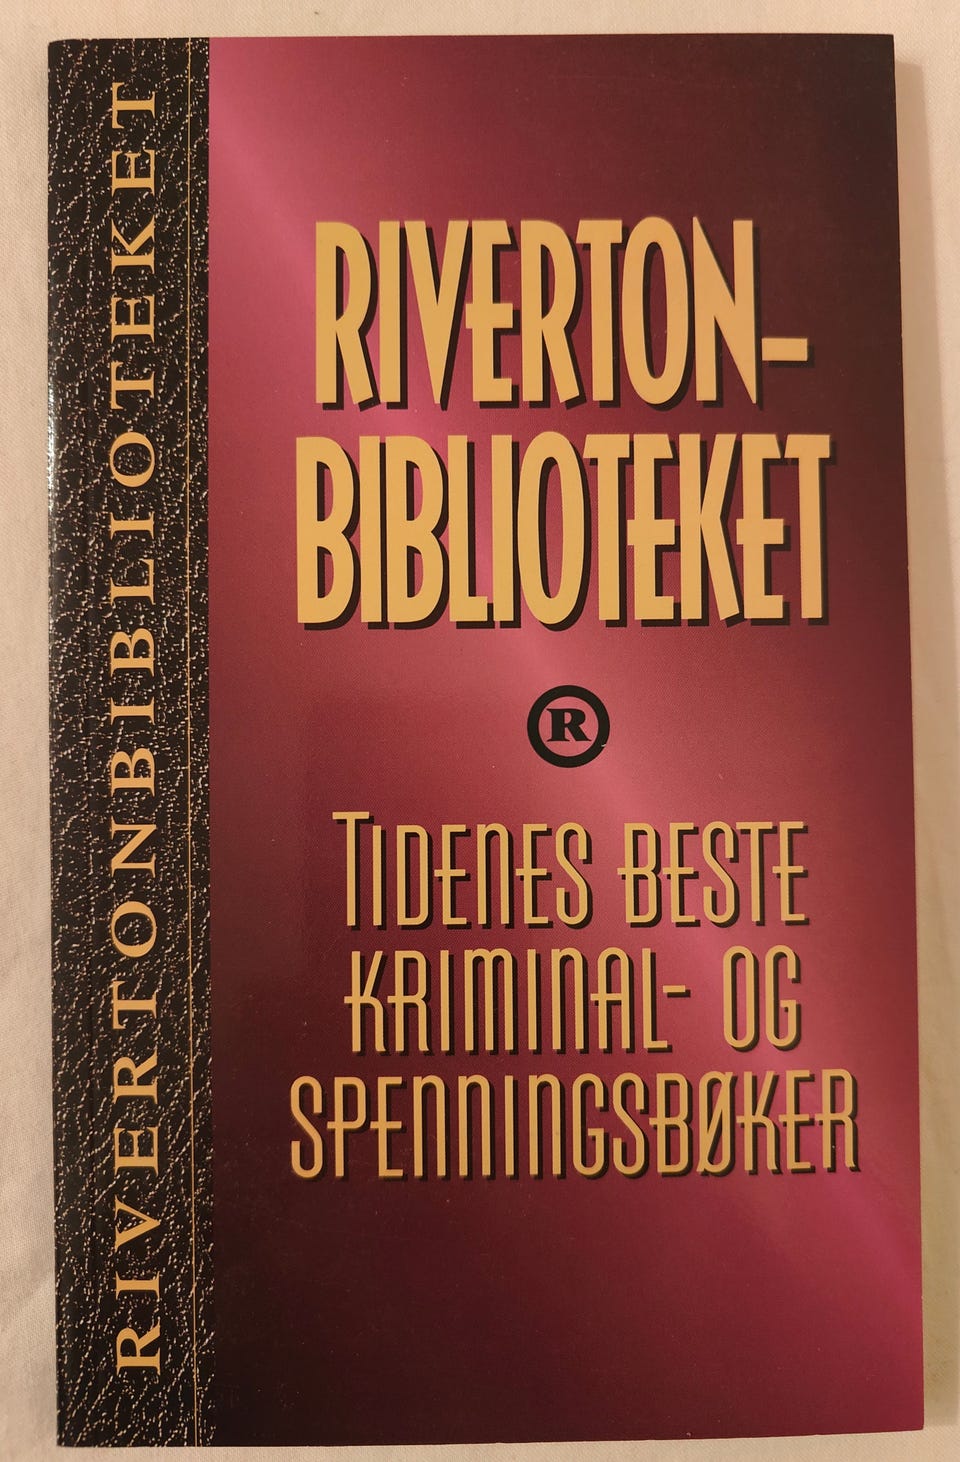 RIVERTONBIBLIOTEKET
RIVERTON-
BIBLIOTEKET
R
TIDENES BESTE
KRIMINAL- OG
SPENNINGSBØKER